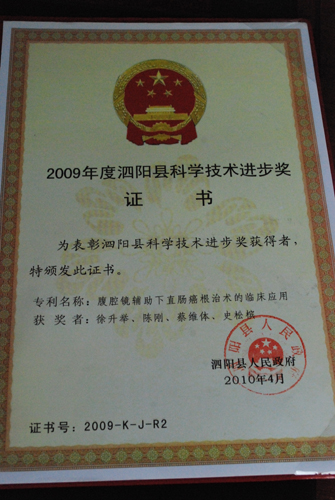 2009年度泗阳县科学技术进步奖
证 书
为表彰泗阳县科学技术进步奖获得者，
特颁发此证书。
专利名称： 腹腔镜辅助下直肠癌根治术的临床应用
获 奖 者： 徐升举、陈刚、蔡维体、史松槟
泗阳县人民政府
2010年4月
证书号：2009-K-J-R2